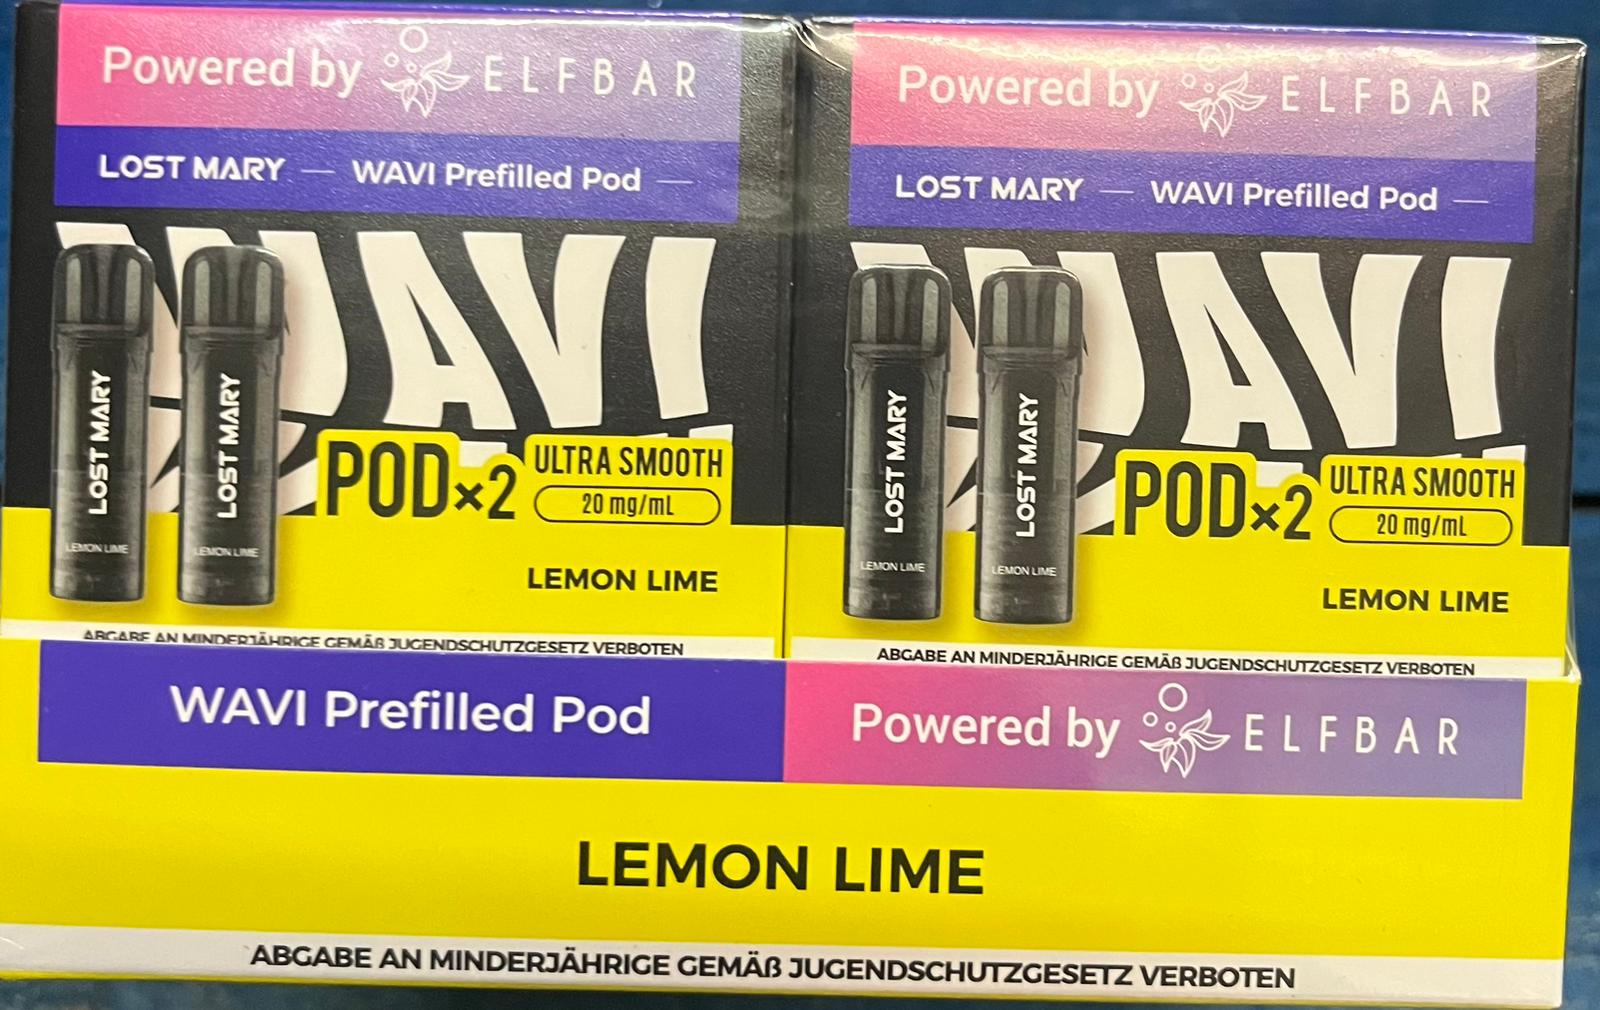 Powered by ELFBAR
LOST MARY — WAVI Prefilled Pod —
WAVI
LOST MARY
LEMON LIME
LOST MARY
LEMON LIME
POD×2
ULTRA SMOOTH
20 mg/mL
LEMON LIME
ABGABE AN MINDERJÄHRIGE GEMÄß JUGENDSCHUTZGESETZ VERBOTEN
Powered by ELFBAR
LOST MARY — WAVI Prefilled Pod —
WAVI
LOST MARY
LEMON LIME
LOST MARY
LEMON LIME
POD×2
ULTRA SMOOTH
20 mg/mL
LEMON LIME
ABGABE AN MINDERJÄHRIGE GEMÄß JUGENDSCHUTZGESETZ VERBOTEN
WAVI Prefilled Pod
Powered by ELFBAR
LEMON LIME
ABGABE AN MINDERJÄHRIGE GEMÄß JUGENDSCHUTZGESETZ VERBOTEN